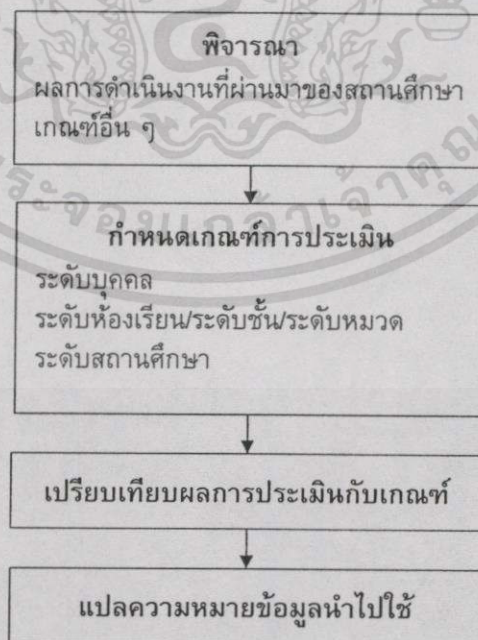 พิจารณา
ผลการดำเนินงานที่ผ่านมาของสถานศึกษา
เกณฑ์อื่น ๆ
กำหนดเกณฑ์การประเมิน
ระดับบุคคล
ระดับห้องเรียน/ระดับชั้น/ระดับหมวด
ระดับสถานศึกษา
เปรียบเทียบผลการประเมินกับเกณฑ์
แปลความหมายข้อมูลนำไปใช้